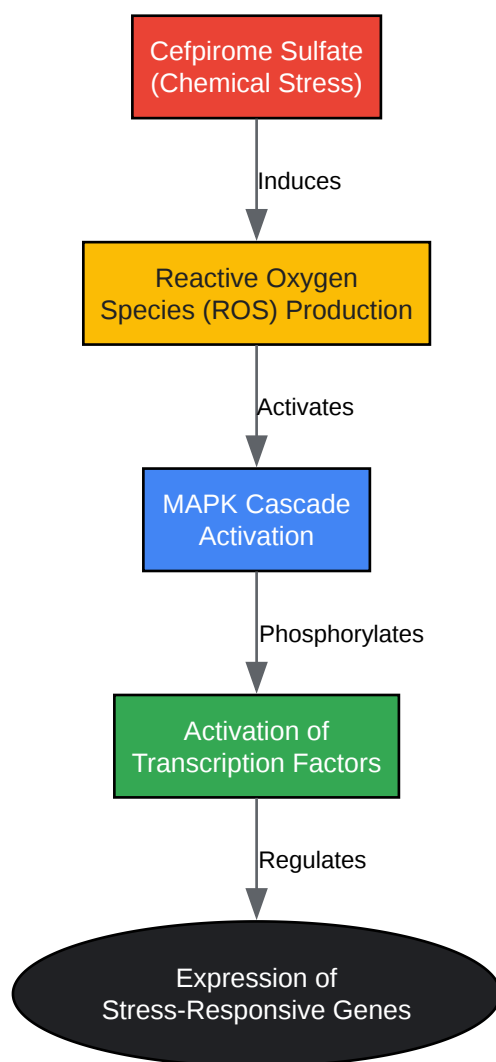 Cefpirome Sulfate
(Chemical Stress)
Induces
Reactive Oxygen
Species (ROS) Production
Activates
MAPK Cascade
Activation
Phosphorylates
Activation of
Transcription Factors
Regulates
Expression of
Stress-Responsive Genes